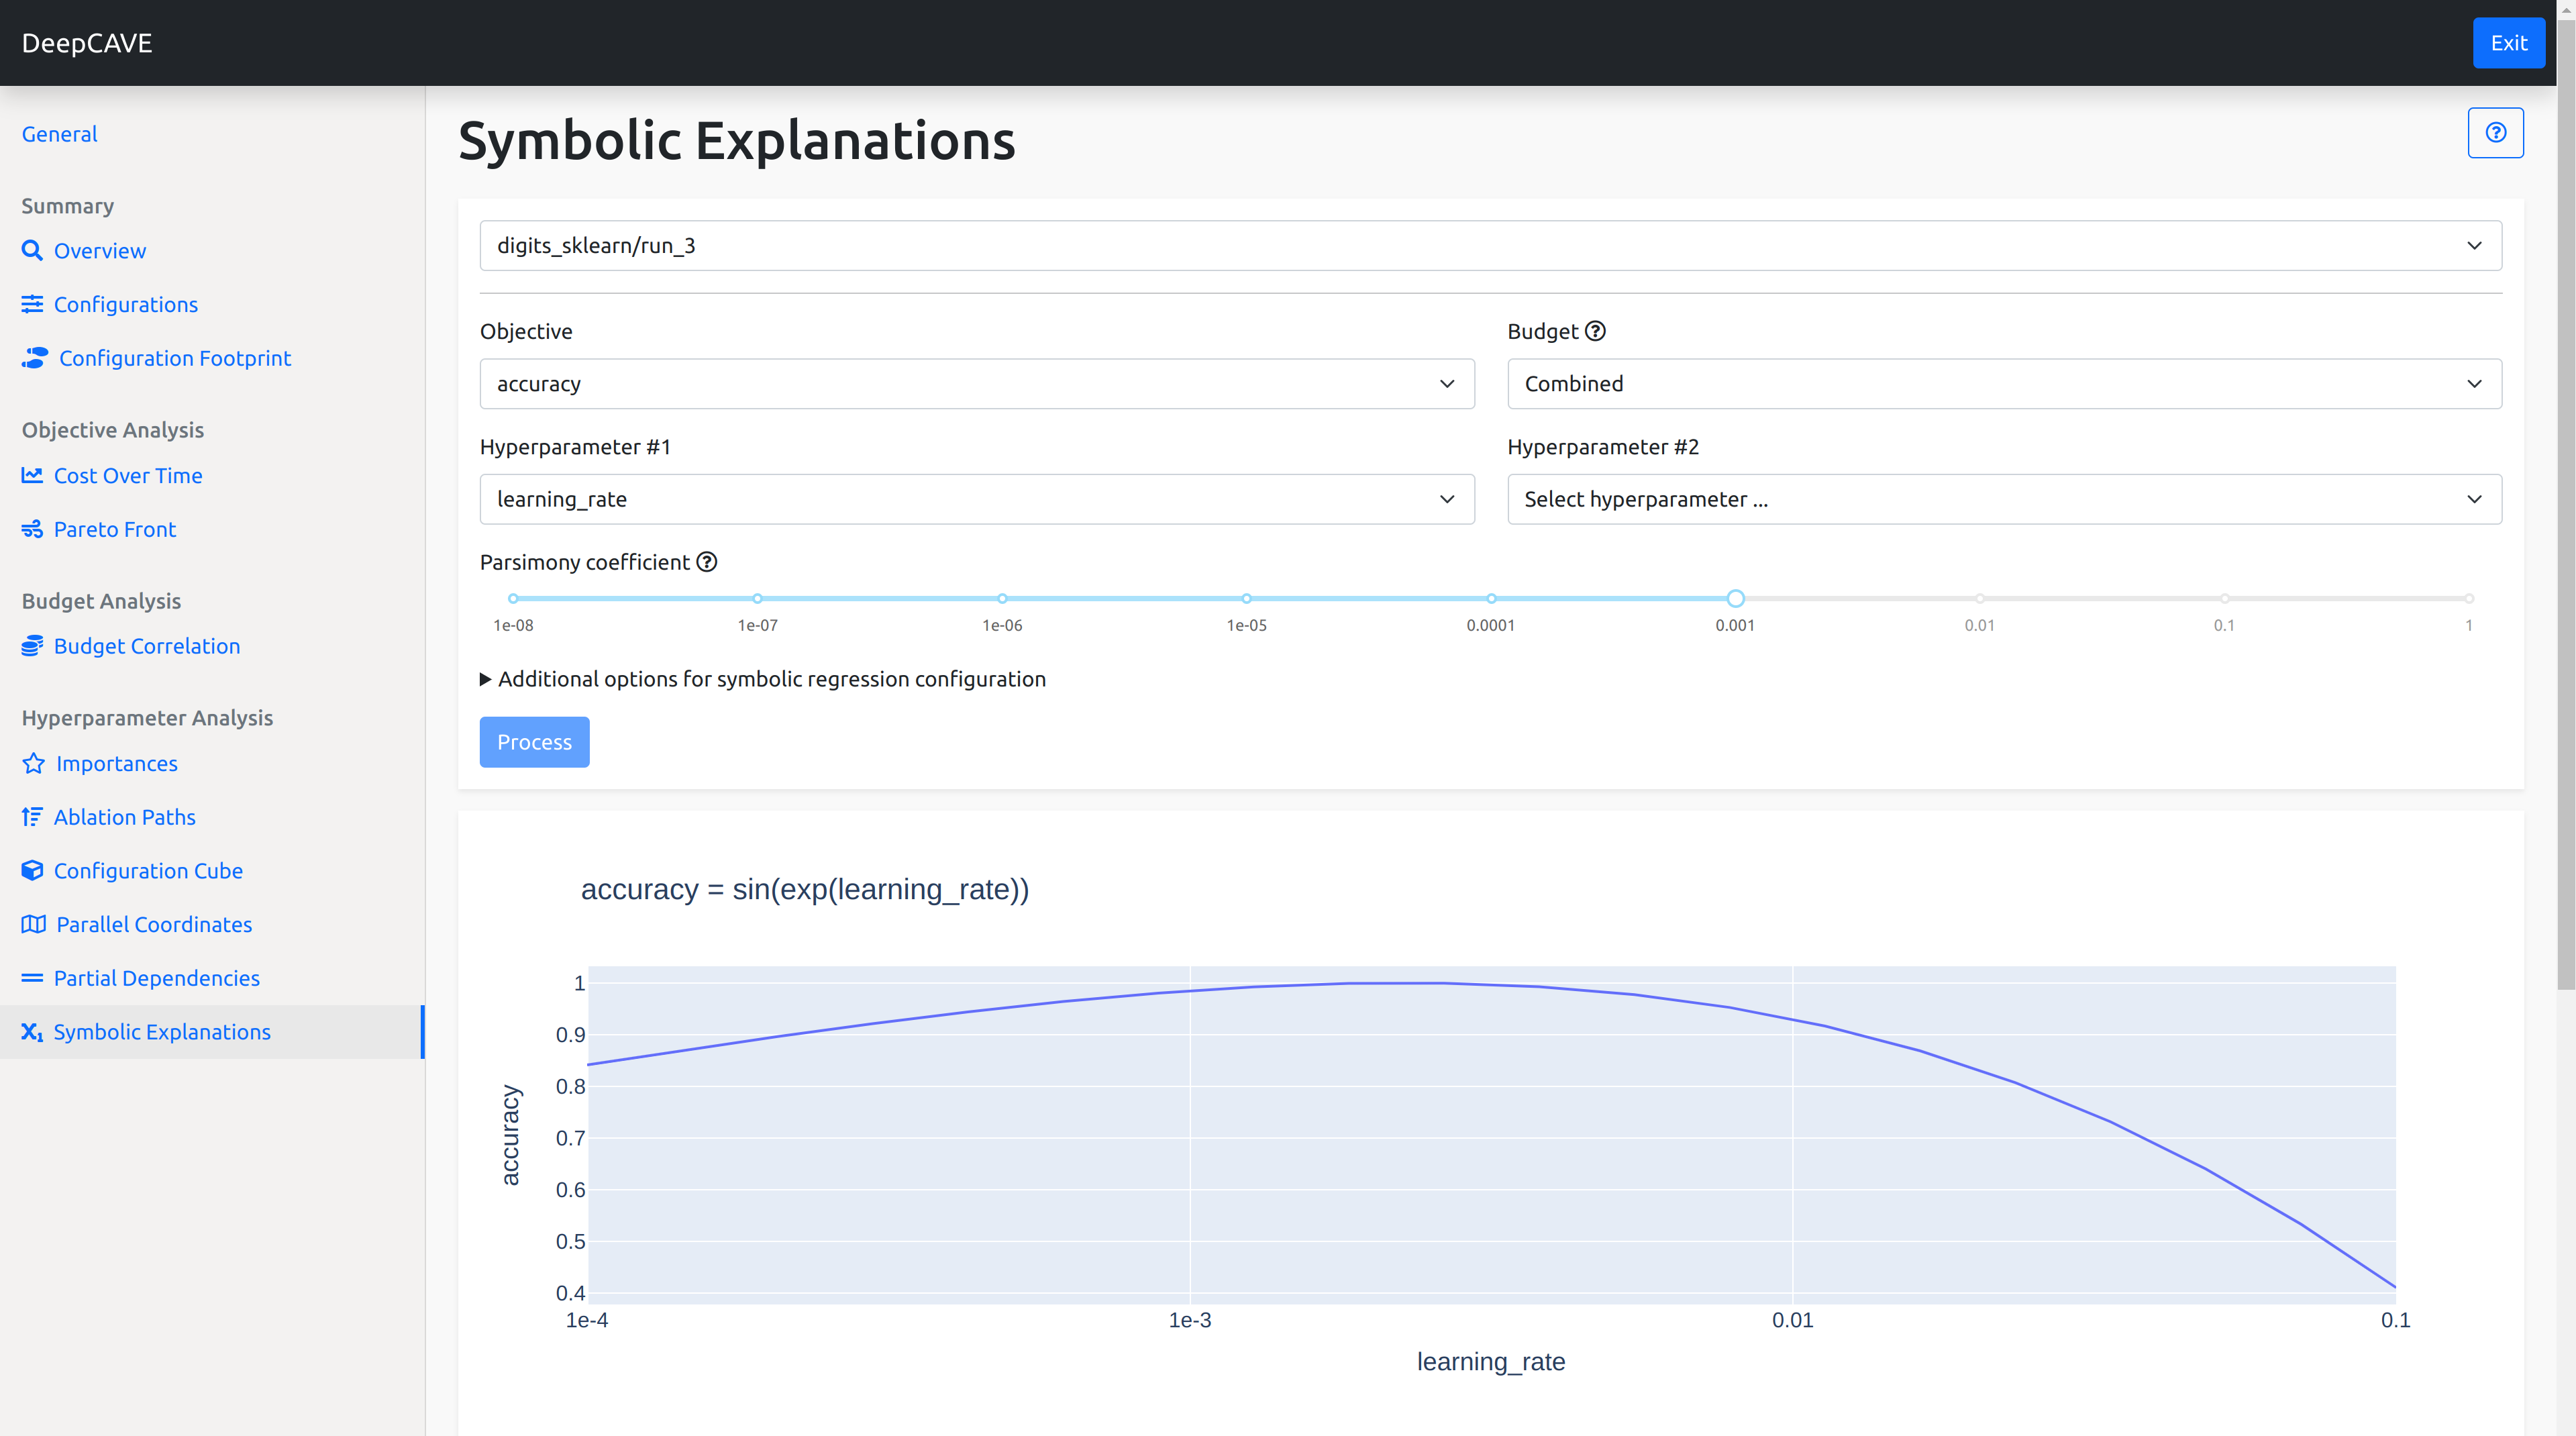 DeepCAVE
Exit
General
Summary
Overview
Configurations
Configuration Footprint
Objective Analysis
Cost Over Time
Pareto Front
Budget Analysis
Budget Correlation
Hyperparameter Analysis
Importances
Ablation Paths
Configuration Cube
Parallel Coordinates
Partial Dependencies
X1 Symbolic Explanations
Symbolic Explanations
digits_sklearn/run_3
Objective
Budget ?
accuracy
Combined
Hyperparameter #1
Hyperparameter #2
learning_rate
Select hyperparameter ...
Parsimony coefficient ?
1e-08 1e-07 1e-06 1e-05 0.0001 0.001 0.01 0.1 1
Additional options for symbolic regression configuration
Process
accuracy = sin(exp(learning_rate))
1
0.9
0.8
0.7
0.6
0.5
0.4
accuracy
1e-4 1e-3 0.01 0.1
learning_rate